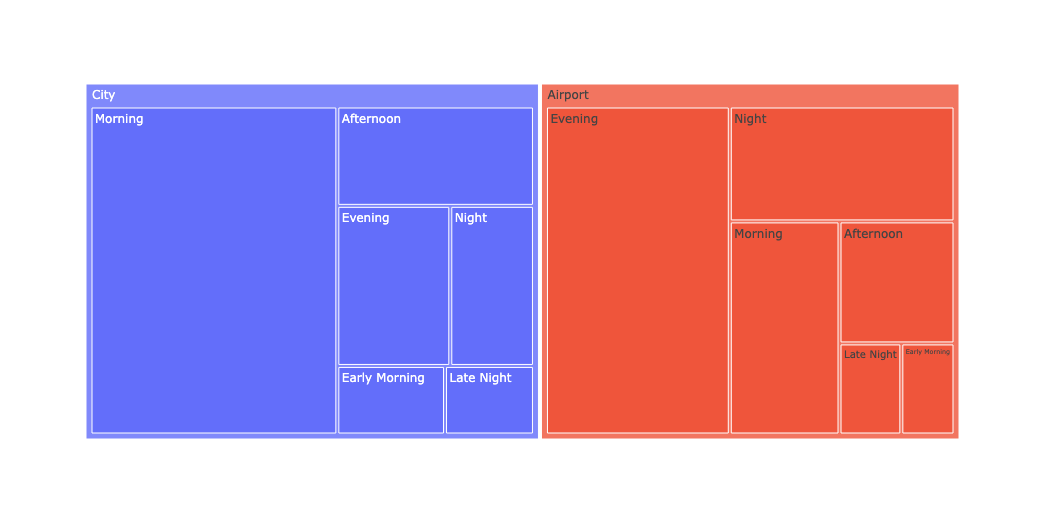 City
Morning
Afternoon
Evening
Night
Early Morning
Late Night
Airport
Evening
Night
Morning
Afternoon
Late Night
Early Morning